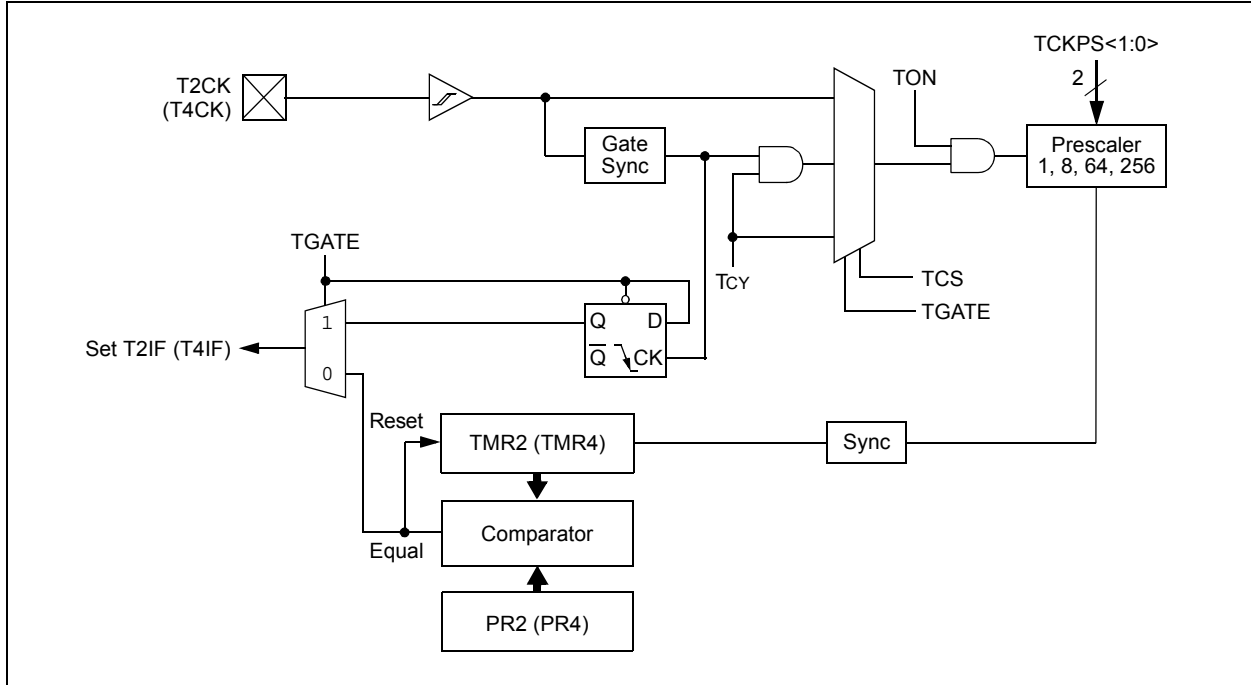 TCKPS<1:0>
2
T2CK
(T4CK)
TON
Gate
Sync
Prescaler
1, 8, 64, 256
TGATE
TCY
TCS
TGATE
1
Q
D
Set T2IF (T4IF)
Q
CK
0
Reset
TMR2 (TMR4)
Sync
Comparator
Equal
PR2 (PR4)